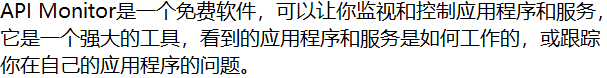 API Monitor是一个免费软件，可以让你监视和控制应用程序和服务，
它是一个强大的工具，看到的应用程序和服务是如何工作的，或跟踪
你在自己的应用程序的问题。